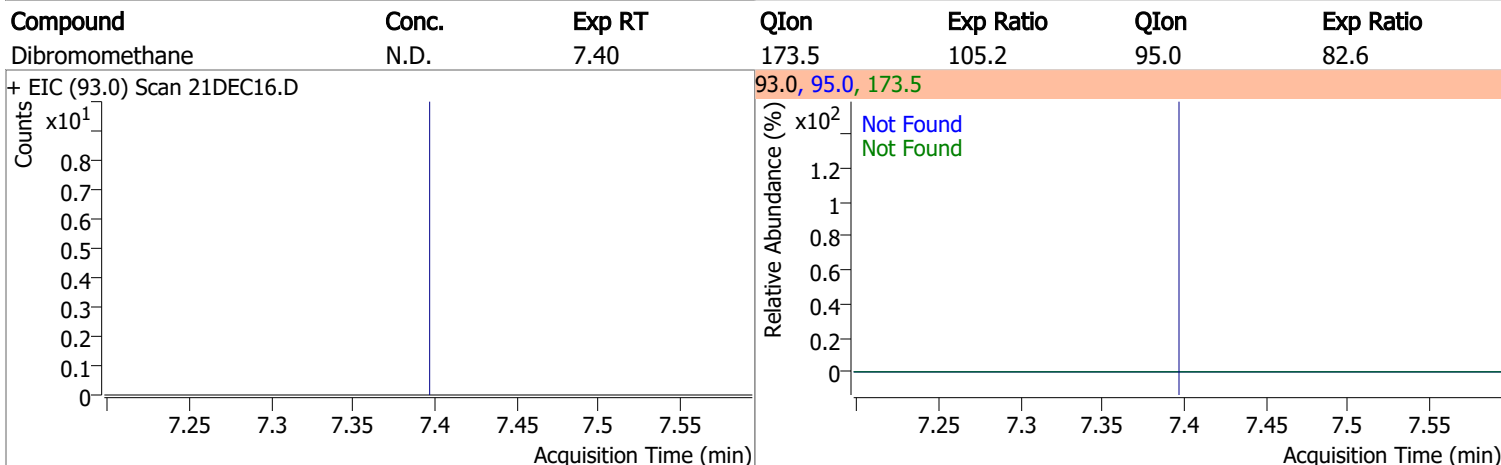 Compound Conc. Exp RT QIon Exp Ratio QIon Exp Ratio
Dibromomethane N.D. 7.40 173.5 105.2 95.0 82.6
+ EIC (93.0) Scan 21DEC16.D
Counts
x10¹
0.8
0.7
0.6
0.5
0.4
0.3
0.2
0.1
0
7.25 7.3 7.35 7.4 7.45 7.5 7.55
Acquisition Time (min)
93.0, 95.0, 173.5
Relative Abundance (%)
x10²
Not Found
Not Found
1.2
1
0.8
0.6
0.4
0.2
0
7.25 7.3 7.35 7.4 7.45 7.5 7.55
Acquisition Time (min)